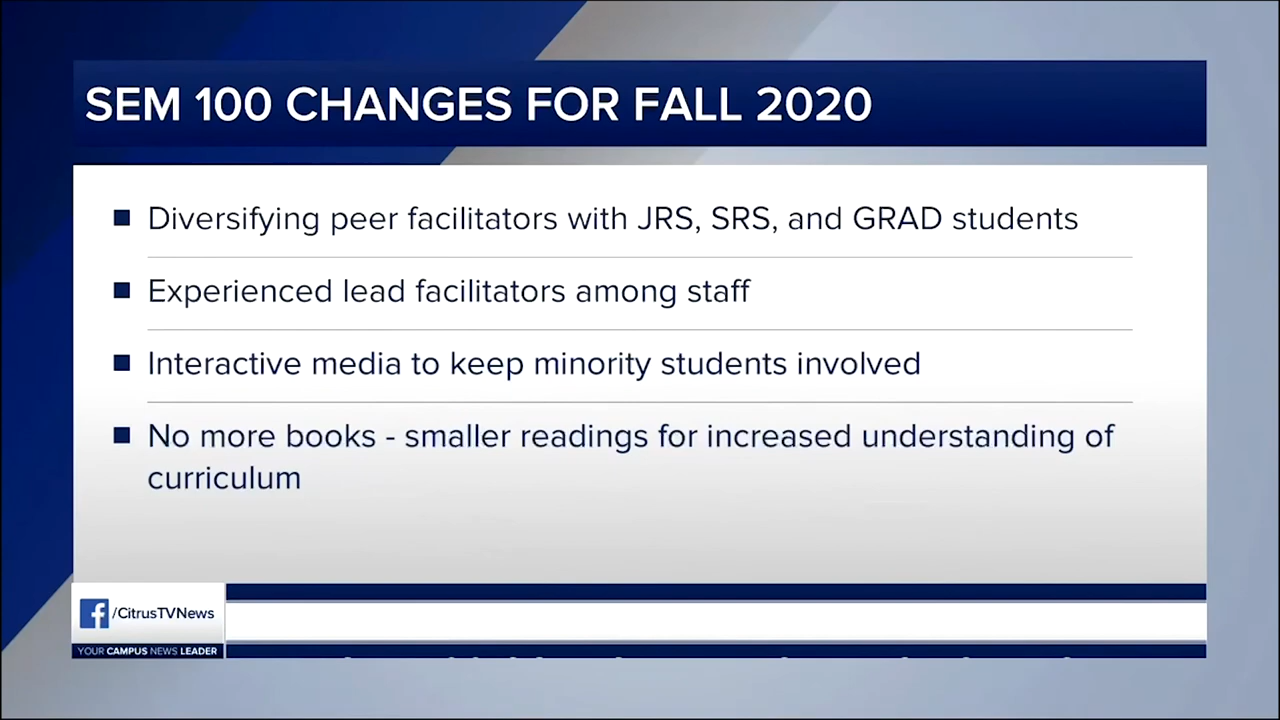 SEM 100 CHANGES FOR FALL 2020
Diversifying peer facilitators with JRS, SRS, and GRAD students
Experienced lead facilitators among staff
Interactive media to keep minority students involved
No more books - smaller readings for increased understanding of
curriculum
/CitrusTVNews
YOUR CAMPUS NEWS LEADER